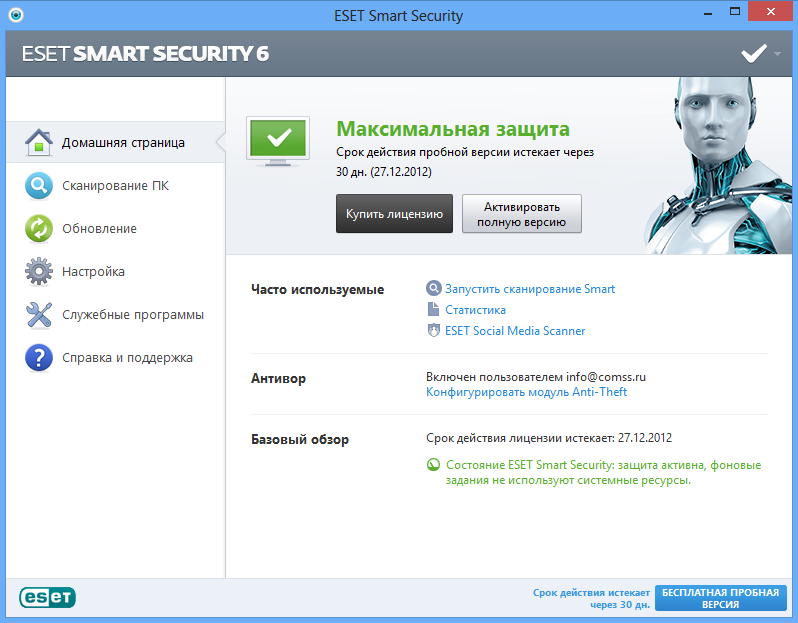 ESET Smart Security
ESET SMART SECURITY 6
Домашняя страница
Сканирование ПК
Обновление
Настройка
Служебные программы
Справка и поддержка
Максимальная защита
Срок действия пробной версии истекает через
30 дн. (27.12.2012)
Купить лицензию
Активировать
полную версию
Часто используемые
Запустить сканирование Smart
Статистика
ESET Social Media Scanner
Антивор
Включен пользователем info@comss.ru
Конфигурировать модуль Anti-Theft
Базовый обзор
Срок действия лицензии истекает: 27.12.2012
Состояние ESET Smart Security: защита активна, фоновые
задания не используют системные ресурсы.
eset
Срок действия истекает
через 30 дн.
БЕСПЛАТНАЯ ПРОБНАЯ
ВЕРСИЯ